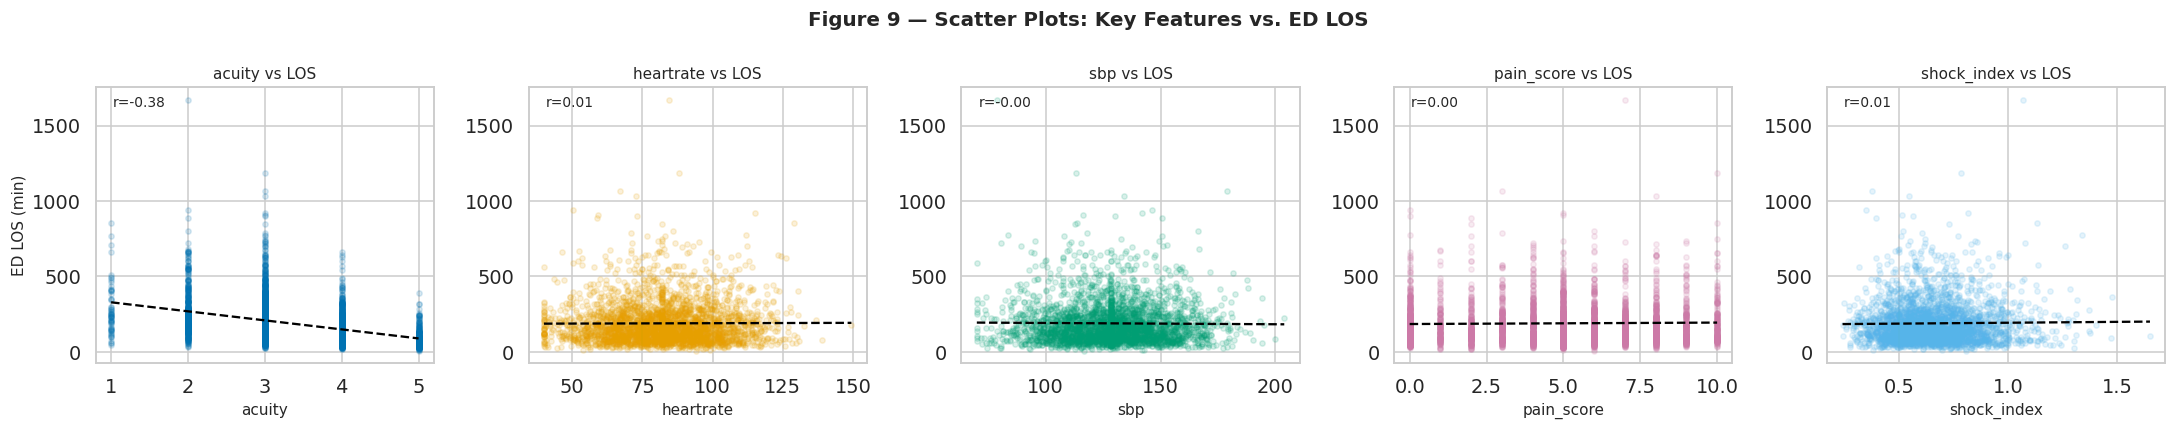 Figure 9 — Scatter Plots: Key Features vs. ED LOS
acuity vs LOS
r=-0.38
1500
1000
500
0
ED LOS (min)
1 2 3 4 5
acuity
heartrate vs LOS
r=0.01
1500
1000
500
0
50 75 100 125 150
heartrate
sbp vs LOS
r=-0.00
1500
1000
500
0
100 150 200
sbp
pain_score vs LOS
r=0.00
1500
1000
500
0
0.0 2.5 5.0 7.5 10.0
pain_score
shock_index vs LOS
r=0.01
1500
1000
500
0
0.5 1.0 1.5
shock_index